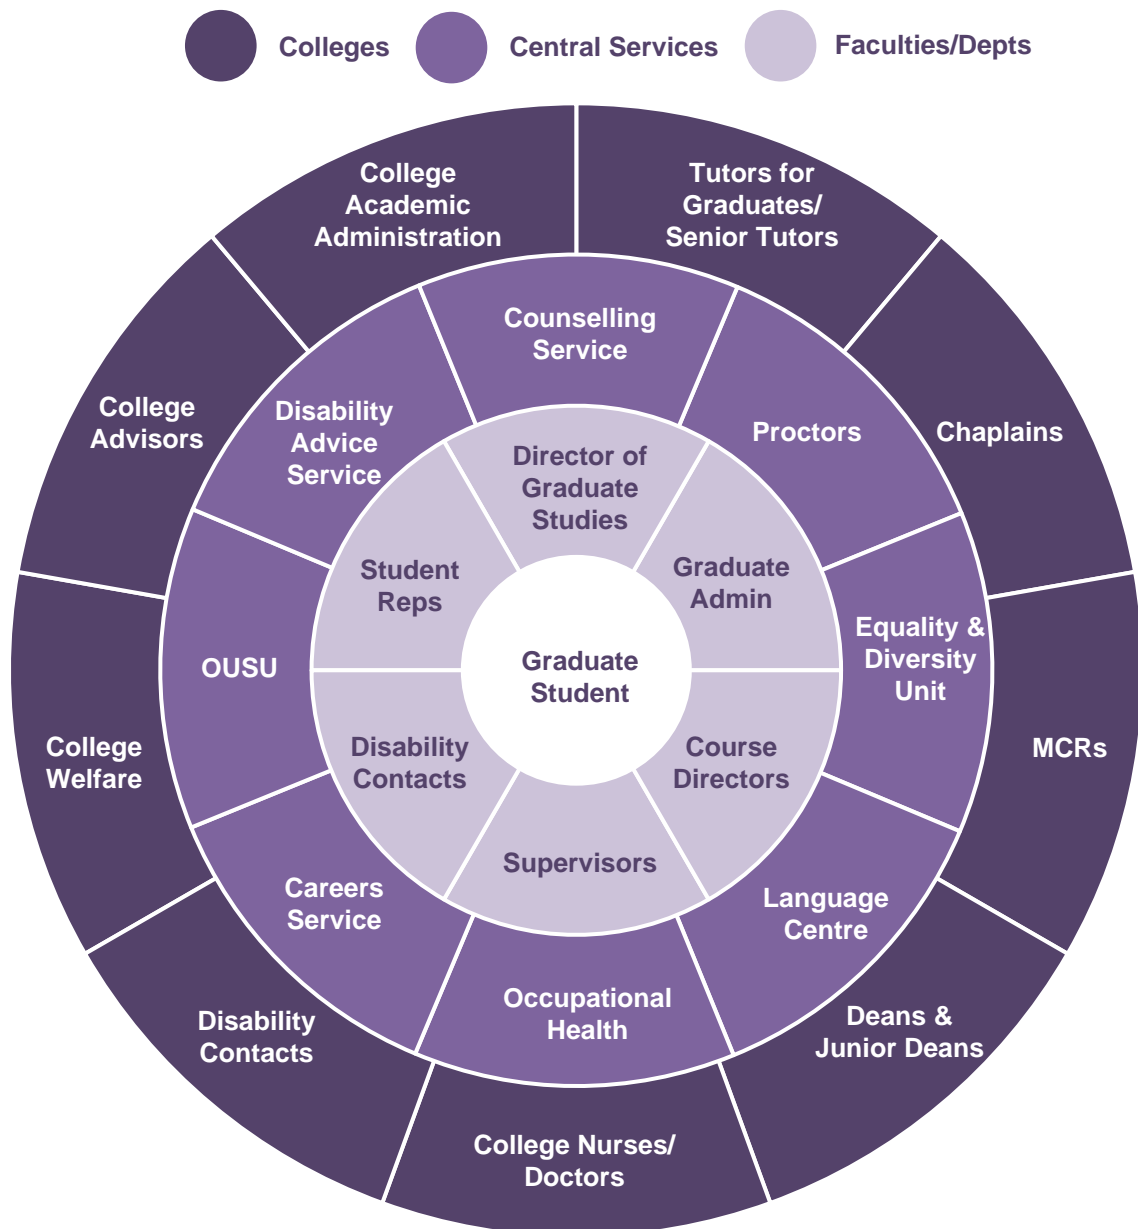 Colleges
Central Services
Faculties/Depts
College
Academic
Administration
Tutors for
Graduates/
Senior Tutors
Chaplains
MCRs
Deans &
Junior Deans
College Nurses/
Doctors
Disability
Contacts
College
Welfare
College
Advisors
Counselling
Service
Proctors
Equality &
Diversity
Unit
Language
Centre
Occupational
Health
Careers
Service
OUSU
Disability
Advice
Service
Director of
Graduate
Studies
Graduate
Admin
Course
Directors
Supervisors
Disability
Contacts
Student
Reps
Graduate
Student